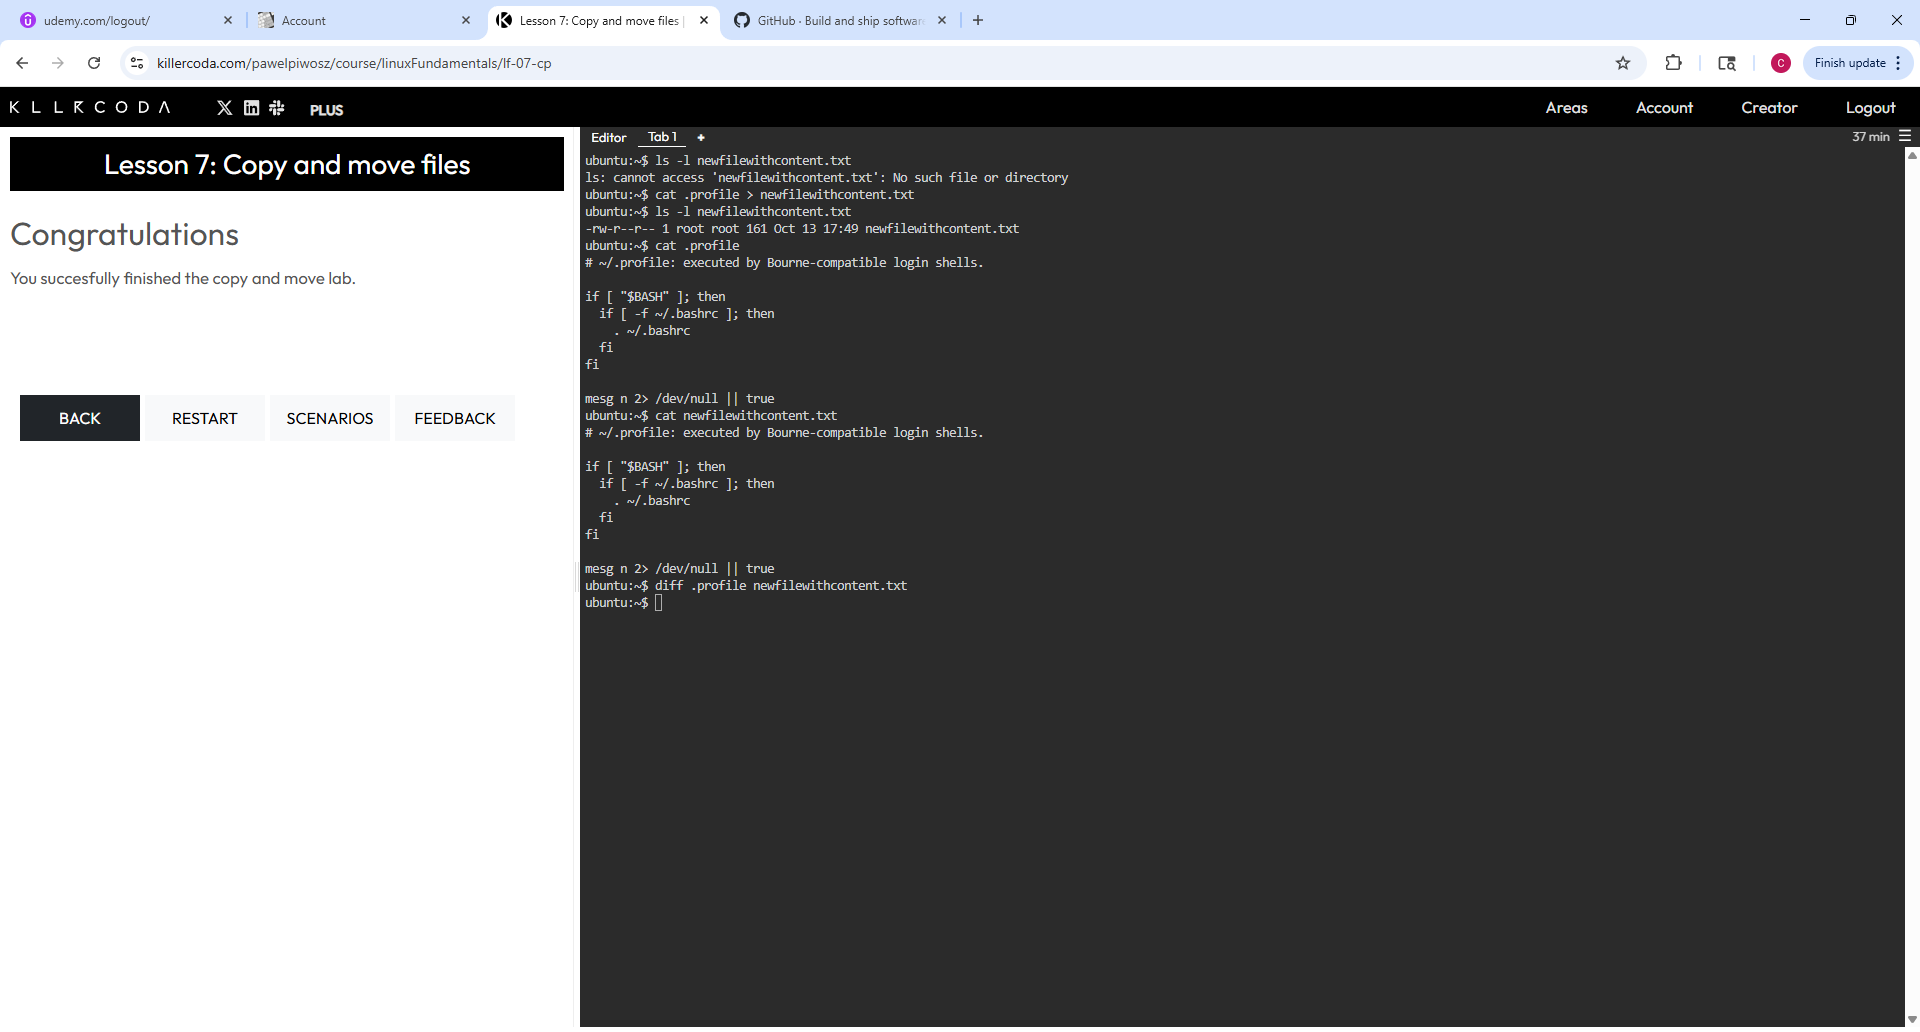 udemy.com/logout/
Account
Lesson 7: Copy and move files |
GitHub · Build and ship software
killercoda.com/pawelpiwosz/course/linuxFundamentals/lf-07-cp
C
Finish update
KLLRCODA
PLUS
Areas
Account
Creator
Logout
Lesson 7: Copy and move files
Congratulations
You succesfully finished the copy and move lab.
BACK
RESTART
SCENARIOS
FEEDBACK
Editor
Tab 1
+
37 min
ubuntu:~$ ls -l newfilewithcontent.txt
ls: cannot access 'newfilewithcontent.txt': No such file or directory
ubuntu:~$ cat .profile > newfilewithcontent.txt
ubuntu:~$ ls -l newfilewithcontent.txt
-rw-r--r-- 1 root root 161 Oct 13 17:49 newfilewithcontent.txt
ubuntu:~$ cat .profile
# ~/.profile: executed by Bourne-compatible login shells.
if [ "$BASH" ]; then
  if [ -f ~/.bashrc ]; then
    . ~/.bashrc
  fi
fi
mesg n 2> /dev/null || true
ubuntu:~$ cat newfilewithcontent.txt
# ~/.profile: executed by Bourne-compatible login shells.
if [ "$BASH" ]; then
  if [ -f ~/.bashrc ]; then
    . ~/.bashrc
  fi
fi
mesg n 2> /dev/null || true
ubuntu:~$ diff .profile newfilewithcontent.txt
ubuntu:~$